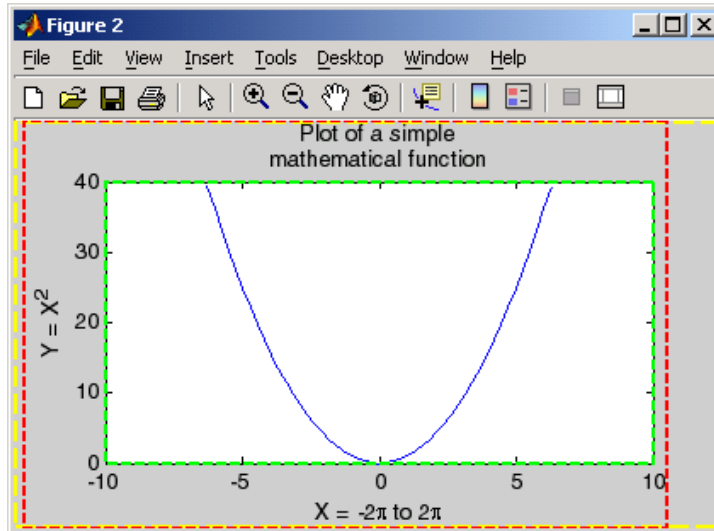 Figure 2
File Edit View Insert Tools Desktop Window Help
Plot of a simple
mathematical function
40
30
20
10
0
Y = X²
-10 -5 0 5 10
X = -2π to 2π